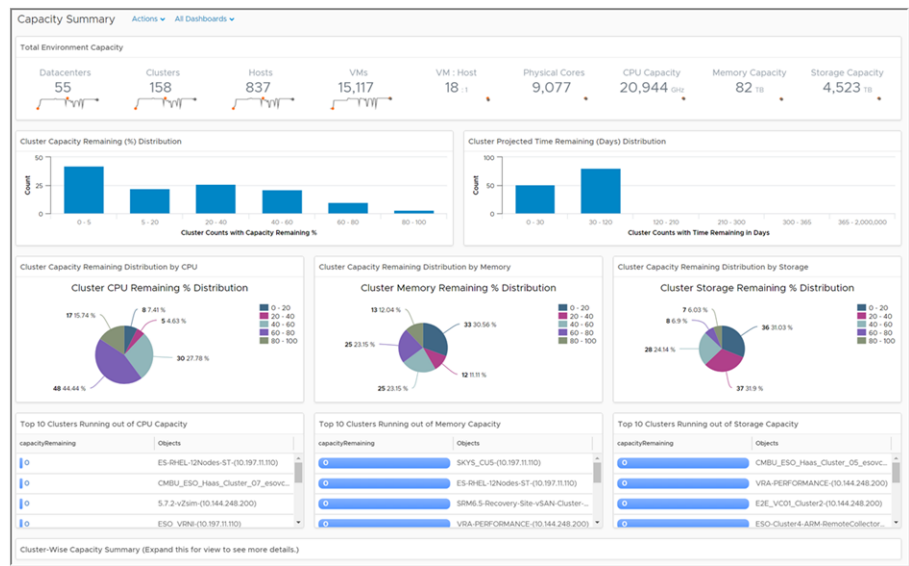 Capacity Summary Actions All Dashboards
Total Environment Capacity
Datacenters Clusters Hosts VMs VM : Host Physical Cores CPU Capacity Memory Capacity Storage Capacity
55 158 837 15,117 18 :1 9,077 20,944 GHz 82 TB 4,523 TB
Cluster Capacity Remaining (%) Distribution
50
25
0
Count
0 - 5 5 - 20 20 - 40 40 - 60 60 - 80 80 - 100
Cluster Counts with Capacity Remaining %
Cluster Projected Time Remaining (Days) Distribution
100
50
0
Count
0 - 30 30 - 120 120 - 210 210 - 300 300 - 365 365 - 2,000,000
Cluster Counts with Time Remaining in Days
Cluster Capacity Remaining Distribution by CPU
Cluster CPU Remaining % Distribution
8 7.41 %
5 4.63 %
30 27.78 %
48 44.44 %
17 15.74 %
0 - 20
20 - 40
40 - 60
60 - 80
80 - 100
Cluster Capacity Remaining Distribution by Memory
Cluster Memory Remaining % Distribution
13 12.04 %
33 30.56 %
25 23.15 %
12 11.11 %
25 23.15 %
0 - 20
20 - 40
40 - 60
60 - 80
80 - 100
Cluster Capacity Remaining Distribution by Storage
Cluster Storage Remaining % Distribution
7 6.03 %
8 6.9 %
36 31.03 %
28 24.14 %
37 31.9 %
0 - 20
20 - 40
40 - 60
60 - 80
80 - 100
Top 10 Clusters Running out of CPU Capacity
capacityRemaining Objects
0 ES-RHEL-12Nodes-ST-(10.197.11.110)
0 CMBU_ESO_Haas_Cluster_07_esovc...
0 5.7.2-vZsim-(10.144.248.200)
0 ESO_VRNI-(10.197.11.110)
Top 10 Clusters Running out of Memory Capacity
capacityRemaining Objects
0 SKYS_CUS-(10.197.11.110)
0 ES-RHEL-12Nodes-ST-(10.197.11.110)
0 SRM6.5-Recovery-Site-vSAN-Cluster-...
0 VRA-PERFORMANCE-(10.144.248.200)
Top 10 Clusters Running out of Storage Capacity
capacityRemaining Objects
0 CMBU_ESO_Haas_Cluster_05_esovc...
0 VRA-PERFORMANCE-(10.144.248.200)
0 E2E_VC01_Cluster2-(10.144.248.200)
0 ESO-Cluster4-ARM-RemoteCollector...
Cluster-Wise Capacity Summary (Expand this for view to see more details.)